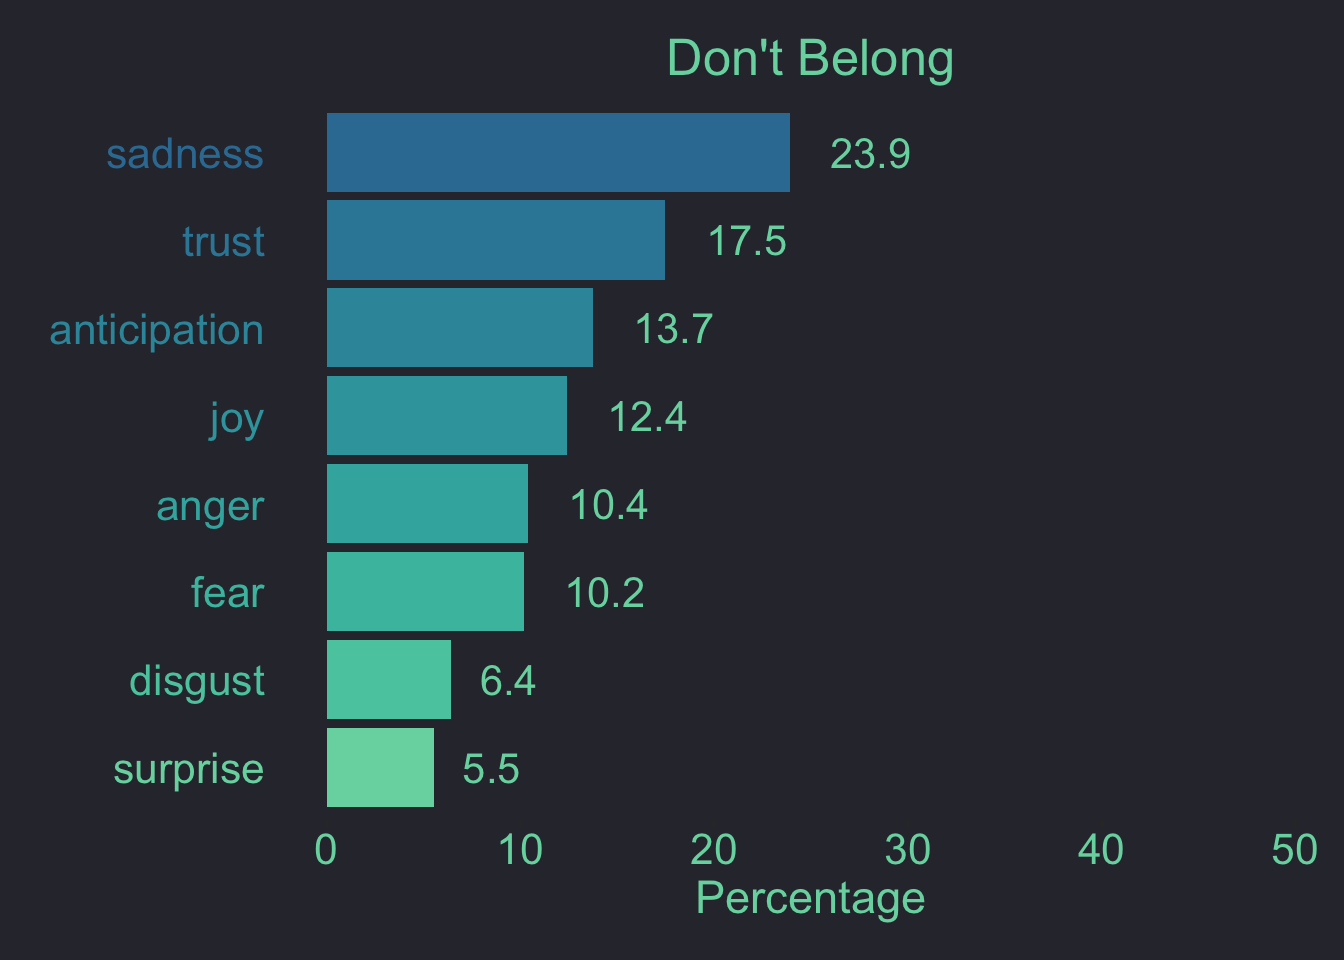 Don't Belong
sadness 23.9
trust 17.5
anticipation 13.7
joy 12.4
anger 10.4
fear 10.2
disgust 6.4
surprise 5.5
0 10 20 30 40 50
Percentage